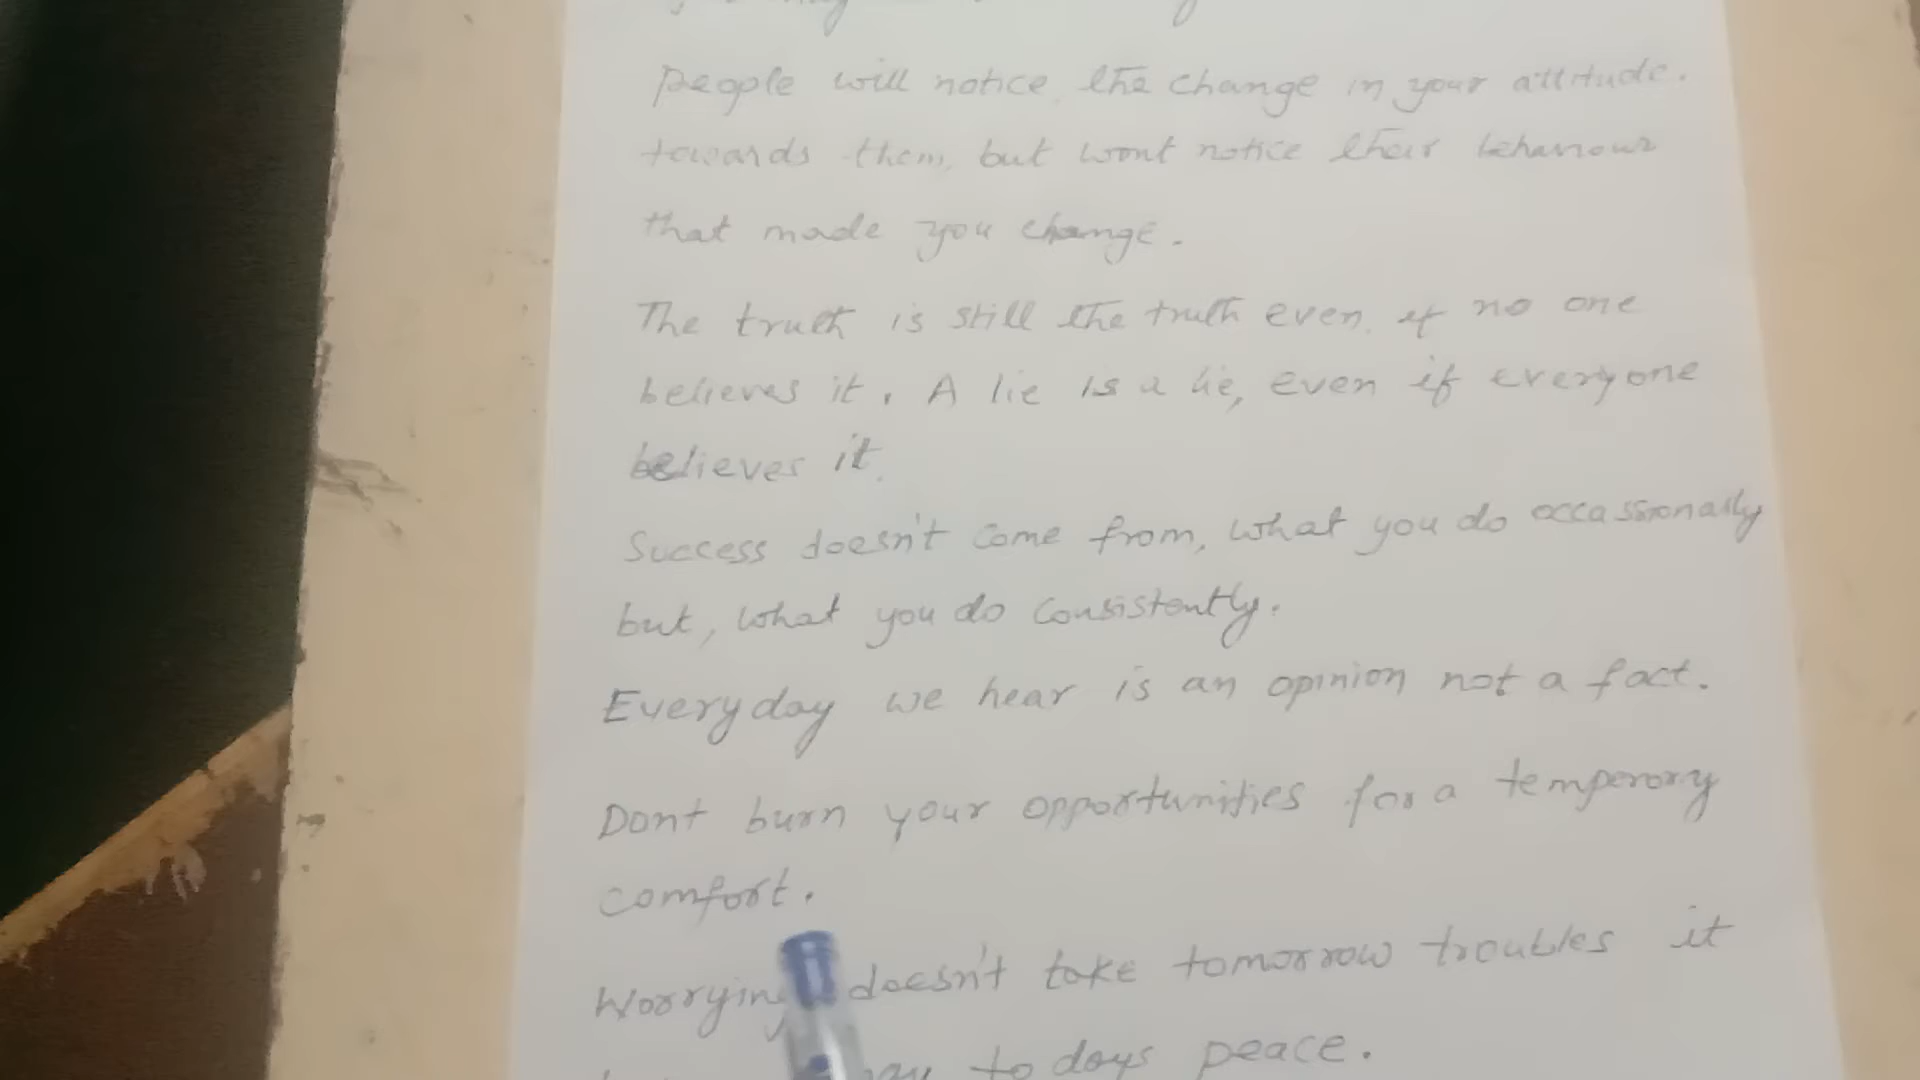 People will notice the change in your attitude.
towards them, but wont notice their behaviour
that made you change.
The truth is still the truth even if no one
believes it. A lie is a lie, even if everyone
believes it.
Success doesn't come from, what you do occassionally
but, what you do consistently.
Everyday we hear is an opinion not a fact.
Dont burn your opportunities for a temperory
comfort.
Worrying doesn't take tomorrow troubles it
todays peace.